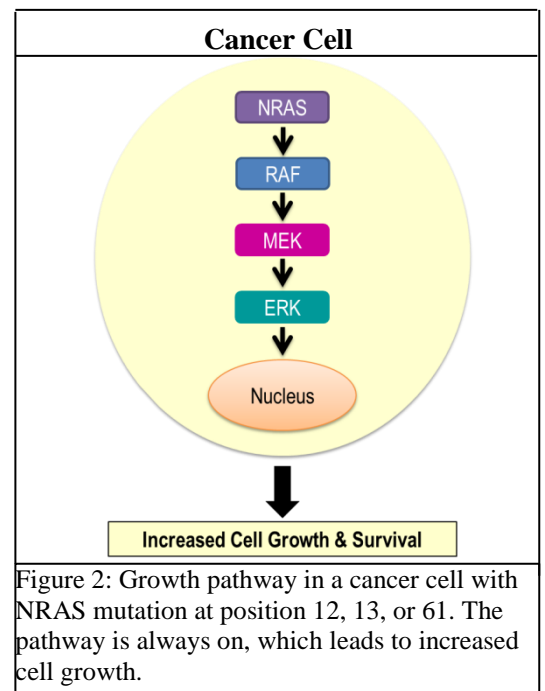 Cancer Cell
NRAS
RAF
MEK
ERK
Nucleus
Increased Cell Growth & Survival
Figure 2: Growth pathway in a cancer cell with
NRAS mutation at position 12, 13, or 61. The
pathway is always on, which leads to increased
cell growth.